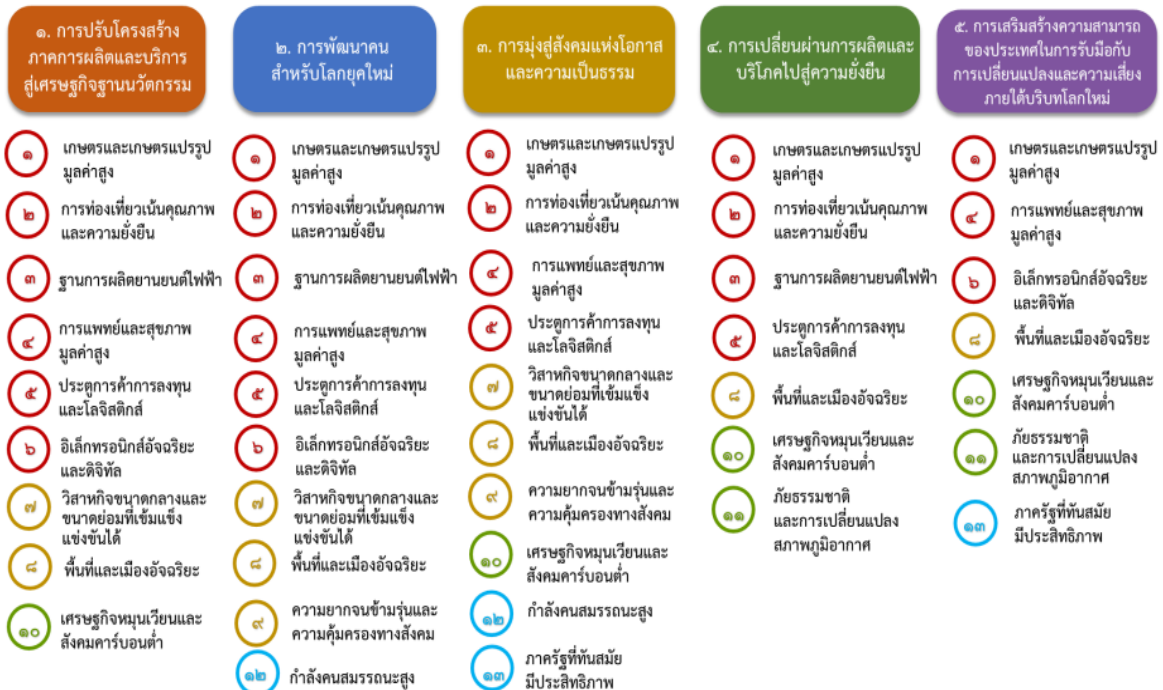 ๑. การปรับโครงสร้าง
ภาคการผลิตและบริการ
สู่เศรษฐกิจฐานนวัตกรรม
๑
เกษตรและเกษตรแปรรูป
มูลค่าสูง
๒
การท่องเที่ยวเน้นคุณภาพ
และความยั่งยืน
๓
ฐานการผลิตยานยนต์ไฟฟ้า
๔
การแพทย์และสุขภาพ
มูลค่าสูง
๕
ประตูการค้าการลงทุน
และโลจิสติกส์
๖
อิเล็กทรอนิกส์อัจฉริยะ
และดิจิทัล
๗
วิสาหกิจขนาดกลางและ
ขนาดย่อมที่เข้มแข็ง
แข่งขันได้
๘
พื้นที่และเมืองอัจฉริยะ
๑๐
เศรษฐกิจหมุนเวียนและ
สังคมคาร์บอนต่ำ
๒. การพัฒนาคน
สำหรับโลกยุคใหม่
๑
เกษตรและเกษตรแปรรูป
มูลค่าสูง
๒
การท่องเที่ยวเน้นคุณภาพ
และความยั่งยืน
๓
ฐานการผลิตยานยนต์ไฟฟ้า
๔
การแพทย์และสุขภาพ
มูลค่าสูง
๕
ประตูการค้าการลงทุน
และโลจิสติกส์
๖
อิเล็กทรอนิกส์อัจฉริยะ
และดิจิทัล
๗
วิสาหกิจขนาดกลางและ
ขนาดย่อมที่เข้มแข็ง
แข่งขันได้
๘
พื้นที่และเมืองอัจฉริยะ
๙
ความยากจนข้ามรุ่นและ
ความคุ้มครองทางสังคม
๑๒
กำลังคนสมรรถนะสูง
๓. การมุ่งสู่สังคมแห่งโอกาส
และความเป็นธรรม
๑
เกษตรและเกษตรแปรรูป
มูลค่าสูง
๒
การท่องเที่ยวเน้นคุณภาพ
และความยั่งยืน
๔
การแพทย์และสุขภาพ
มูลค่าสูง
๕
ประตูการค้าการลงทุน
และโลจิสติกส์
๗
วิสาหกิจขนาดกลางและ
ขนาดย่อมที่เข้มแข็ง
แข่งขันได้
๘
พื้นที่และเมืองอัจฉริยะ
๙
ความยากจนข้ามรุ่นและ
ความคุ้มครองทางสังคม
๑๐
เศรษฐกิจหมุนเวียนและ
สังคมคาร์บอนต่ำ
๑๒
กำลังคนสมรรถนะสูง
๑๓
ภาครัฐที่ทันสมัย
มีประสิทธิภาพ
๔. การเปลี่ยนผ่านการผลิตและ
บริโภคไปสู่ความยั่งยืน
๑
เกษตรและเกษตรแปรรูป
มูลค่าสูง
๒
การท่องเที่ยวเน้นคุณภาพ
และความยั่งยืน
๓
ฐานการผลิตยานยนต์ไฟฟ้า
๕
ประตูการค้าการลงทุน
และโลจิสติกส์
๘
พื้นที่และเมืองอัจฉริยะ
๑๐
เศรษฐกิจหมุนเวียนและ
สังคมคาร์บอนต่ำ
๑๑
ภัยธรรมชาติ
และการเปลี่ยนแปลง
สภาพภูมิอากาศ
๕. การเสริมสร้างความสามารถ
ของประเทศในการรับมือกับ
การเปลี่ยนแปลงและความเสี่ยง
ภายใต้บริบทโลกใหม่
๑
เกษตรและเกษตรแปรรูป
มูลค่าสูง
๔
การแพทย์และสุขภาพ
มูลค่าสูง
๖
อิเล็กทรอนิกส์อัจฉริยะ
และดิจิทัล
๘
พื้นที่และเมืองอัจฉริยะ
๑๐
เศรษฐกิจหมุนเวียนและ
สังคมคาร์บอนต่ำ
๑๑
ภัยธรรมชาติ
และการเปลี่ยนแปลง
สภาพภูมิอากาศ
๑๓
ภาครัฐที่ทันสมัย
มีประสิทธิภาพ